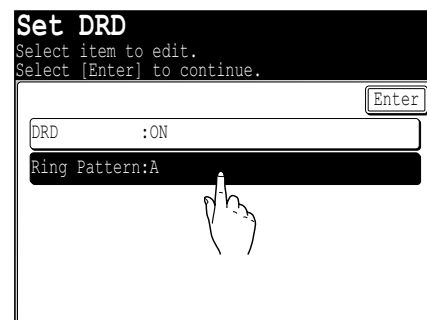 Set DRD
Select item to edit.
Select [Enter] to continue.
Enter
DRD :ON
Ring Pattern:A